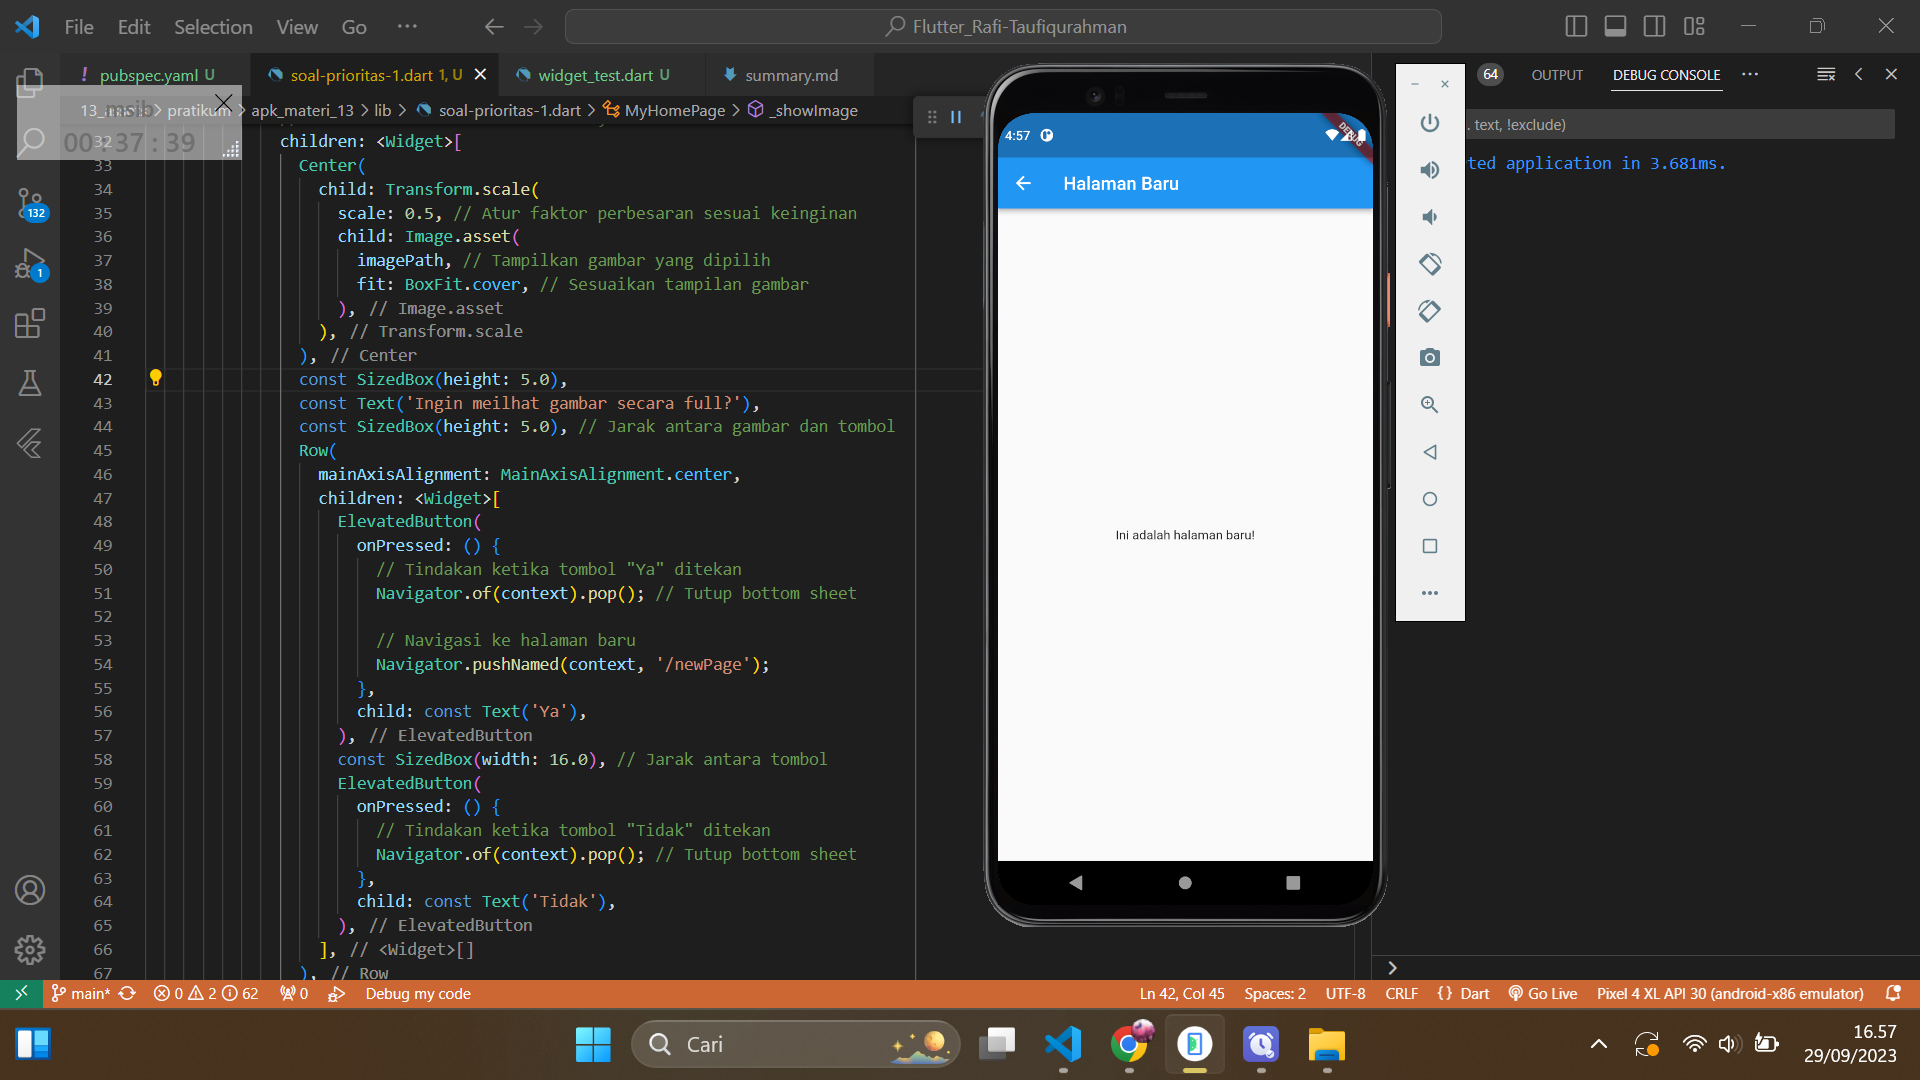 File Edit Selection View Go ··· Flutter_Rafi-Taufiqurahman
! pubspec.yaml U soal-prioritas-1.dart 1, U widget_test.dart U summary.md
64 OUTPUT DEBUG CONSOLE ···
msib
00 : 37 : 39
pratikum > apk_materi_13 > lib > soal-prioritas-1.dart > MyHomePage > _showImage
. text, !exclude)
ted application in 3.681ms.
32 children: <Widget>[
33 Center(
34 child: Transform.scale(
35 scale: 0.5, // Atur faktor perbesaran sesuai keinginan
36 child: Image.asset(
37 imagePath, // Tampilkan gambar yang dipilih
38 fit: BoxFit.cover, // Sesuaikan tampilan gambar
39 ), // Image.asset
40 ), // Transform.scale
41 ), // Center
42 const SizedBox(height: 5.0),
43 const Text('Ingin meilhat gambar secara full?'),
44 const SizedBox(height: 5.0), // Jarak antara gambar dan tombol
45 Row(
46 mainAxisAlignment: MainAxisAlignment.center,
47 children: <Widget>[
48 ElevatedButton(
49 onPressed: () {
50 // Tindakan ketika tombol "Ya" ditekan
51 Navigator.of(context).pop(); // Tutup bottom sheet
52
53 // Navigasi ke halaman baru
54 Navigator.pushNamed(context, '/newPage');
55 },
56 child: const Text('Ya'),
57 ), // ElevatedButton
58 const SizedBox(width: 16.0), // Jarak antara tombol
59 ElevatedButton(
60 onPressed: () {
61 // Tindakan ketika tombol "Tidak" ditekan
62 Navigator.of(context).pop(); // Tutup bottom sheet
63 },
64 child: const Text('Tidak'),
65 ), // ElevatedButton
66 ], // <Widget>[]
67 ), // Row
4:57
DEBUG
Halaman Baru
Ini adalah halaman baru!
132
1
main* 0 2 62 0 Debug my code Ln 42, Col 45 Spaces: 2 UTF-8 CRLF {} Dart Go Live Pixel 4 XL API 30 (android-x86 emulator)
Cari
16.57
29/09/2023